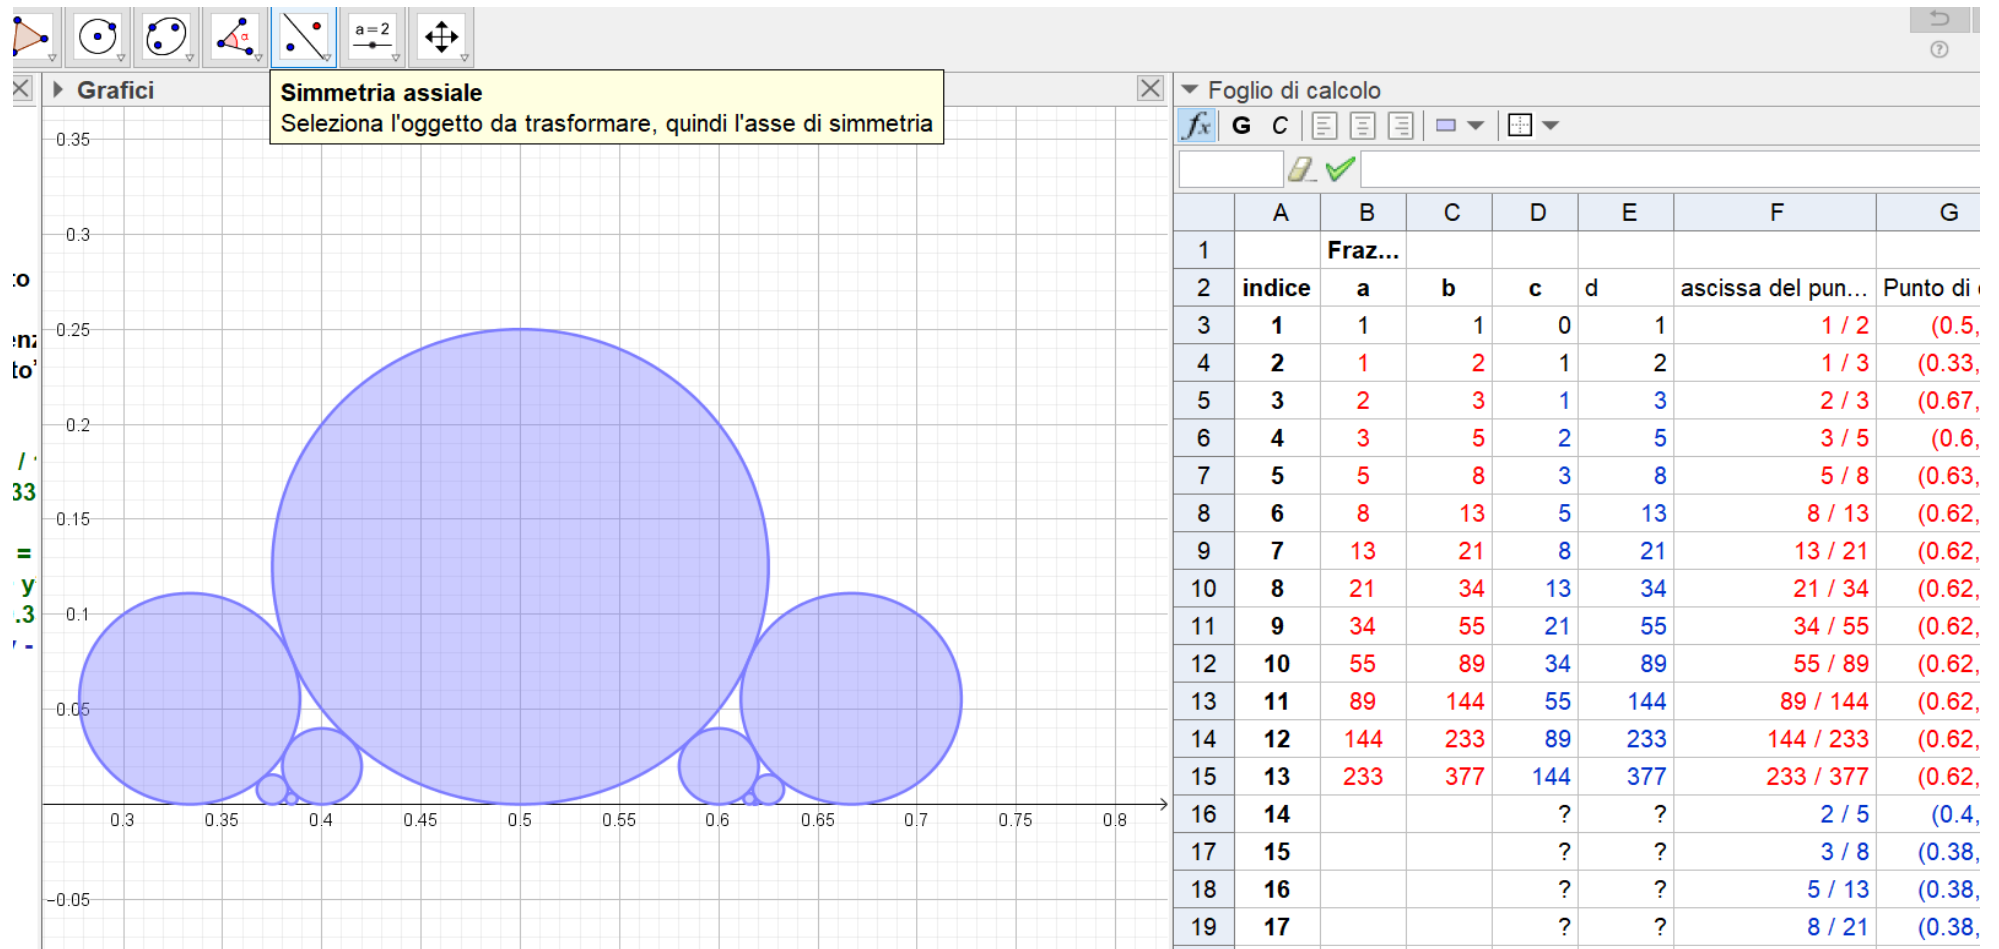 α
a=2
Grafici
Simmetria assiale
Seleziona l'oggetto da trasformare, quindi l'asse di simmetria
0.35
0.3
0.25
0.2
0.15
0.1
0.05
-0.05
0.3 0.35 0.4 0.45 0.5 0.55 0.6 0.65 0.7 0.75 0.8
to
enz
to'
/
33
=
y
.3
Foglio di calcolo
fx G C
A B C D E F G
1 Fraz...
2 indice a b c d ascissa del pun... Punto di
3 1 1 1 0 1 1 / 2 (0.5,
4 2 1 2 1 2 1 / 3 (0.33,
5 3 2 3 1 3 2 / 3 (0.67,
6 4 3 5 2 5 3 / 5 (0.6,
7 5 5 8 3 8 5 / 8 (0.63,
8 6 8 13 5 13 8 / 13 (0.62,
9 7 13 21 8 21 13 / 21 (0.62,
10 8 21 34 13 34 21 / 34 (0.62,
11 9 34 55 21 55 34 / 55 (0.62,
12 10 55 89 34 89 55 / 89 (0.62,
13 11 89 144 55 144 89 / 144 (0.62,
14 12 144 233 89 233 144 / 233 (0.62,
15 13 233 377 144 377 233 / 377 (0.62,
16 14 ? ? 2 / 5 (0.4,
17 15 ? ? 3 / 8 (0.38,
18 16 ? ? 5 / 13 (0.38,
19 17 ? ? 8 / 21 (0.38,